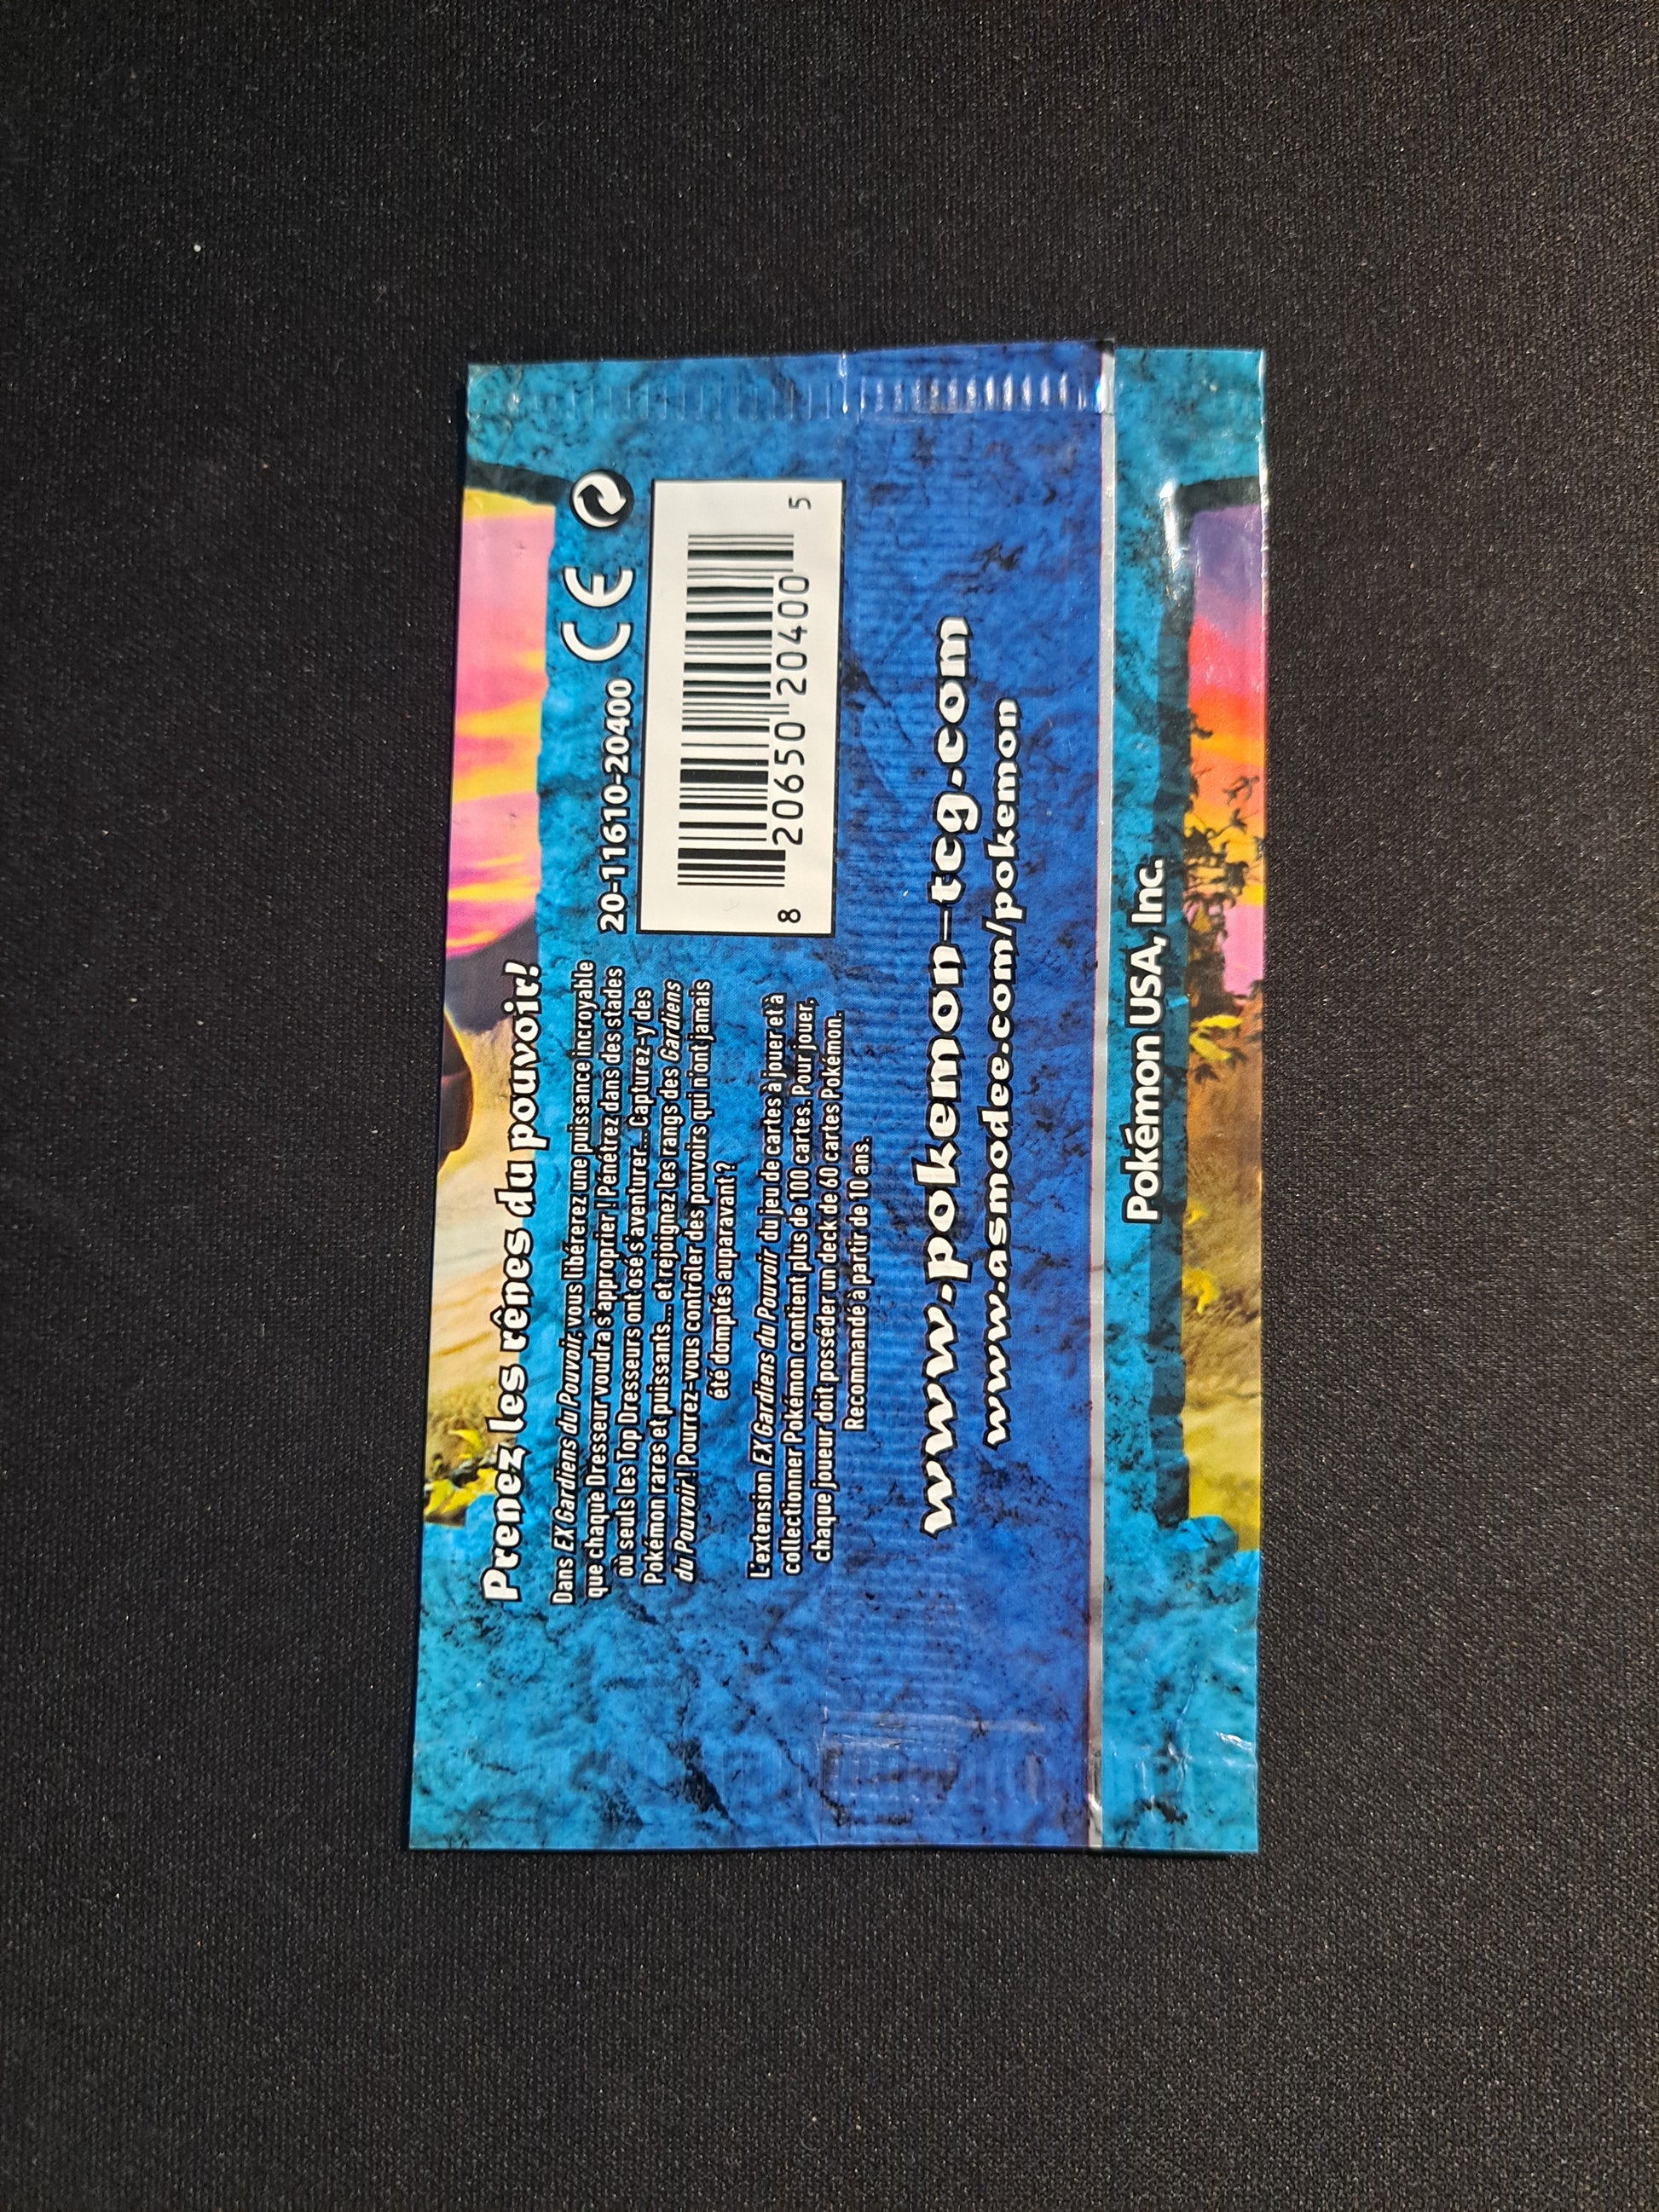 Prenez les rênes du pouvoir!
Dans EX Gardiens du Pouvoir, vous libérerez une puissance incroyable
que chaque Dresseur voudra s'approprier ! Pénétrez dans des stades
où seuls les Top Dresseurs ont osé s'aventurer... Capturez-y des
Pokémon rares et puissants... et rejoignez les rangs des Gardiens
du Pouvoir ! Pourrez-vous contrôler des pouvoirs qui n'ont jamais
été domptés auparavant ?
L'extension EX Gardiens du Pouvoir du jeu de cartes à jouer et à
collectionner Pokémon contient plus de 100 cartes. Pour jouer,
chaque joueur doit posséder un deck de 60 cartes Pokémon.
Recommandé à partir de 10 ans.
20-11610-20400 CE
8 20650 20400 5
www.pokemon-tcg.com
www.asmodee.com/pokemon
Pokémon USA, Inc.